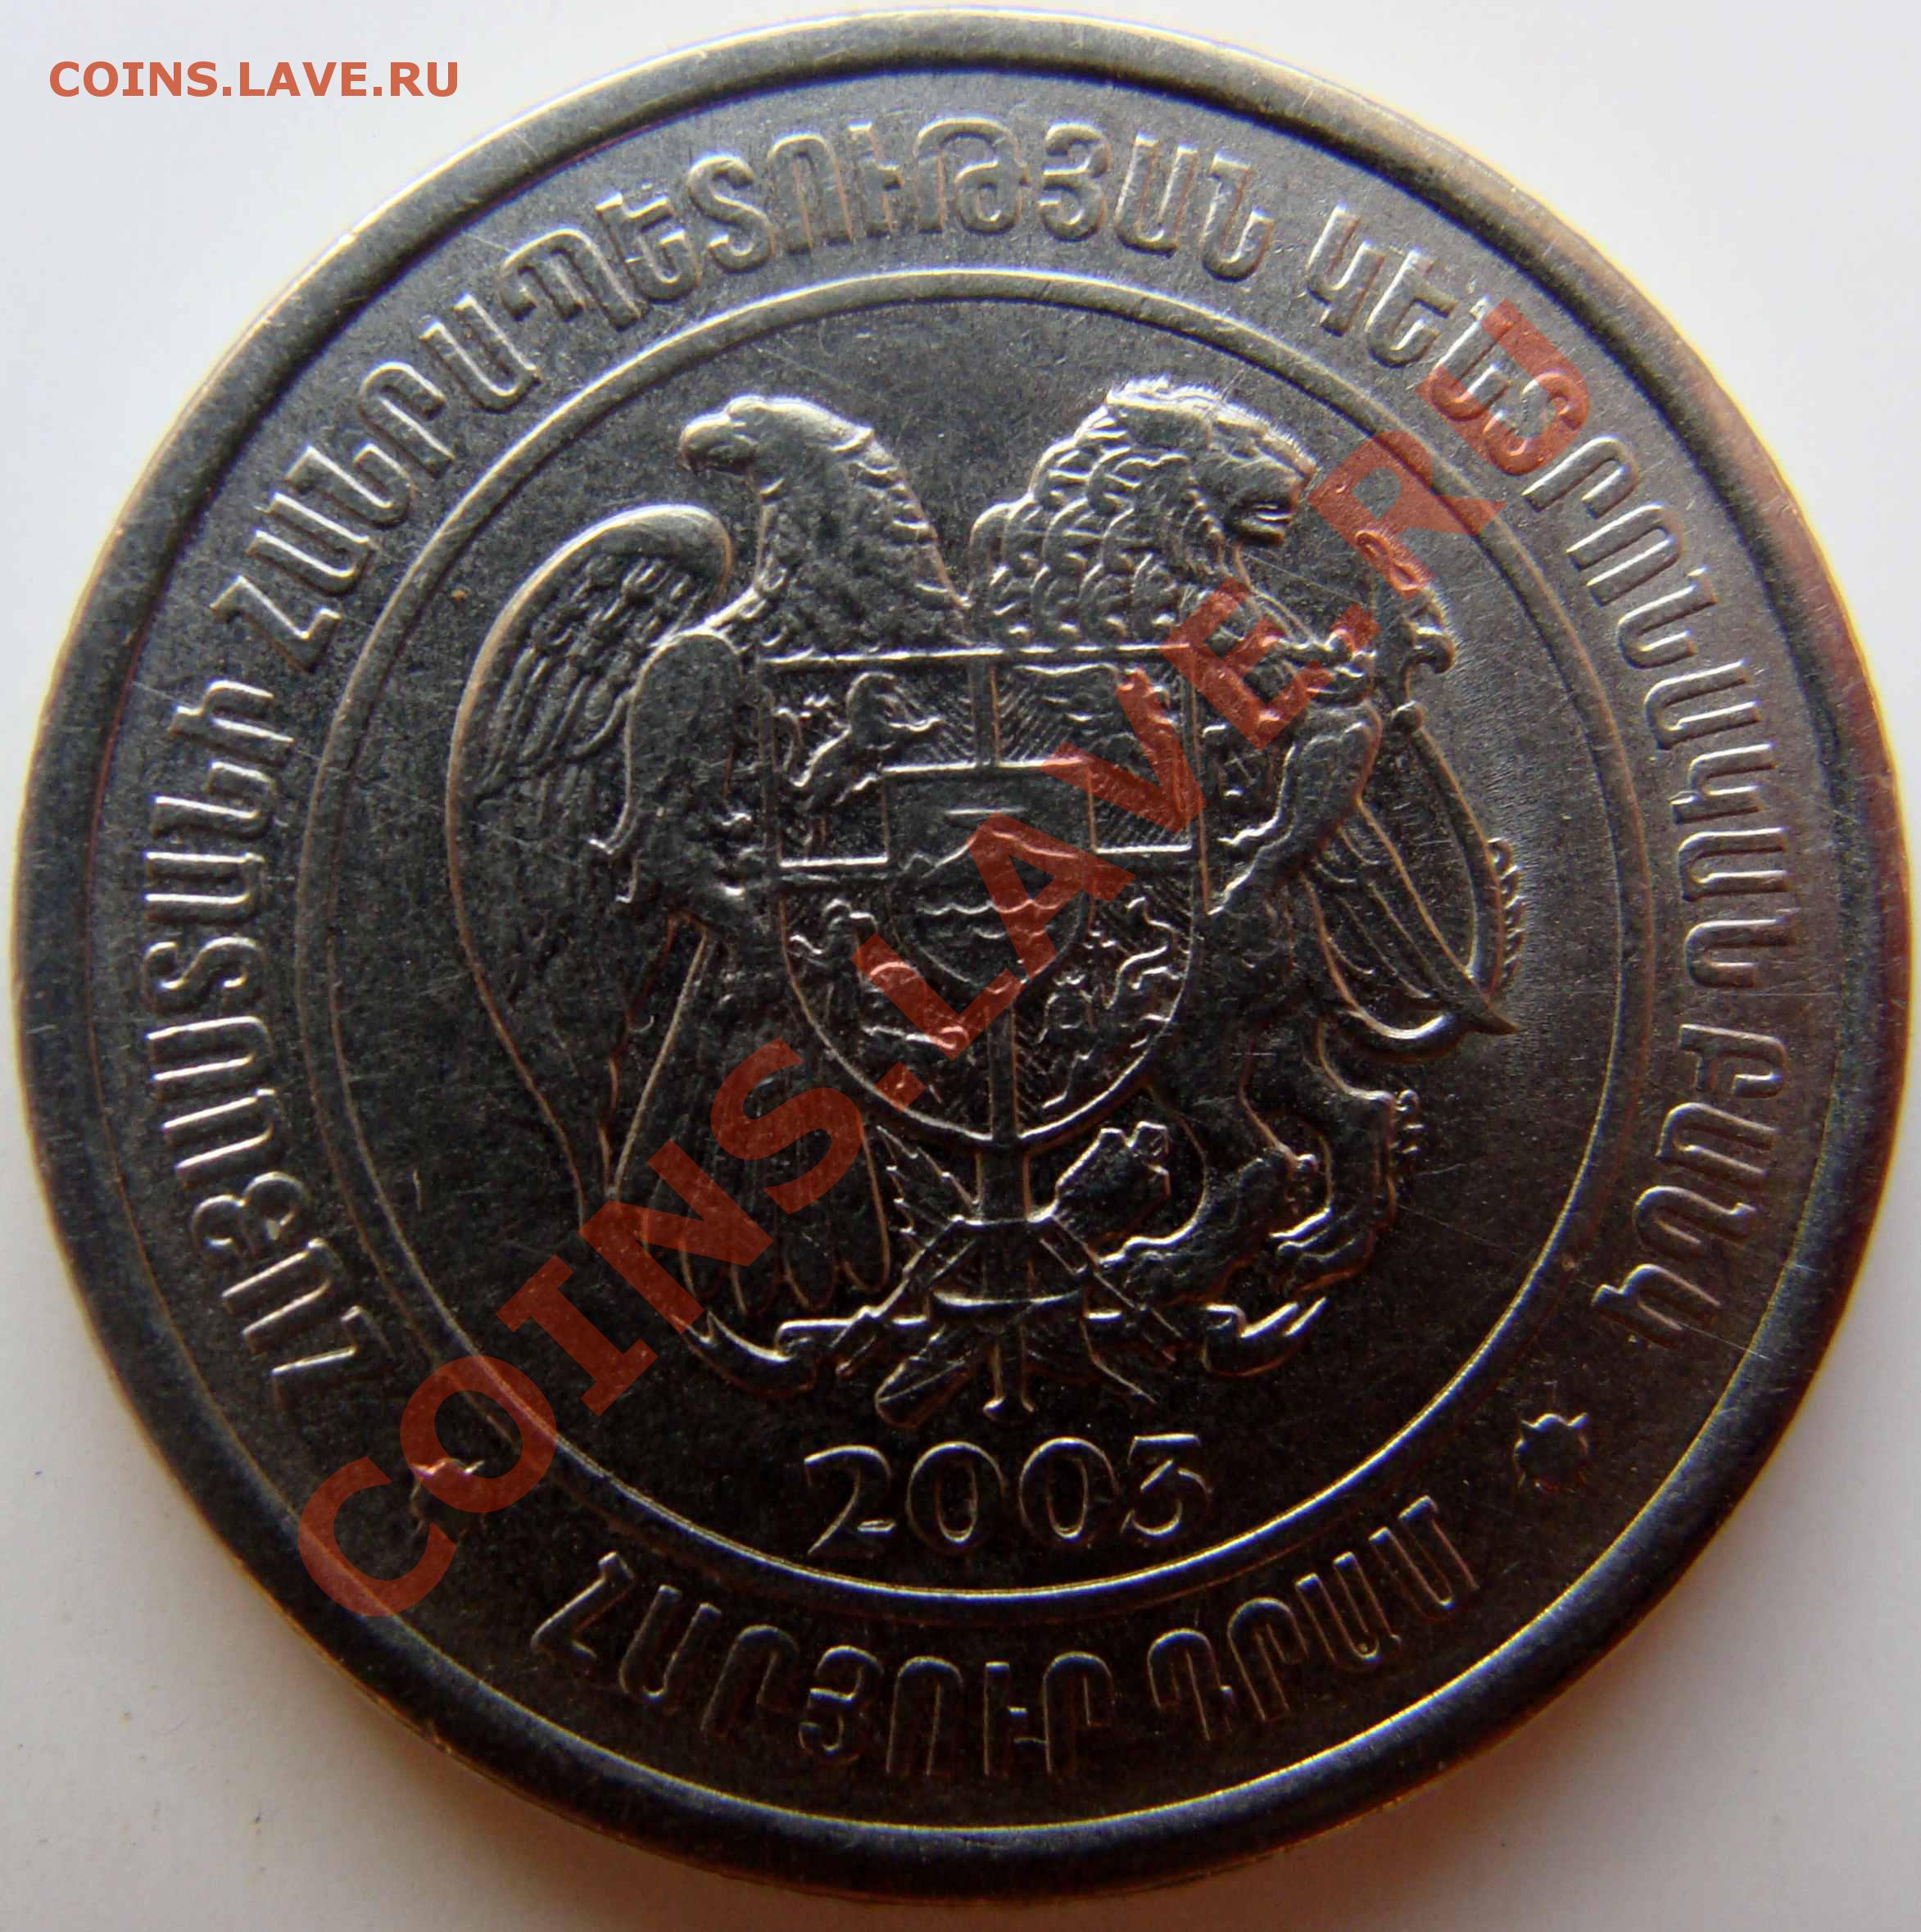 COINS.LAVE.RU
ՀԱՅԱՍՏԱՆԻ ՀԱՆՐԱՊԵՏՈՒԹՅԱՆ ԿԵՆՏՐՈՆԱԿԱՆ ԲԱՆԿ
ՀԱՐՅՈՒՐ ԴՐԱՄ
2003
COINS.LAVE.RU